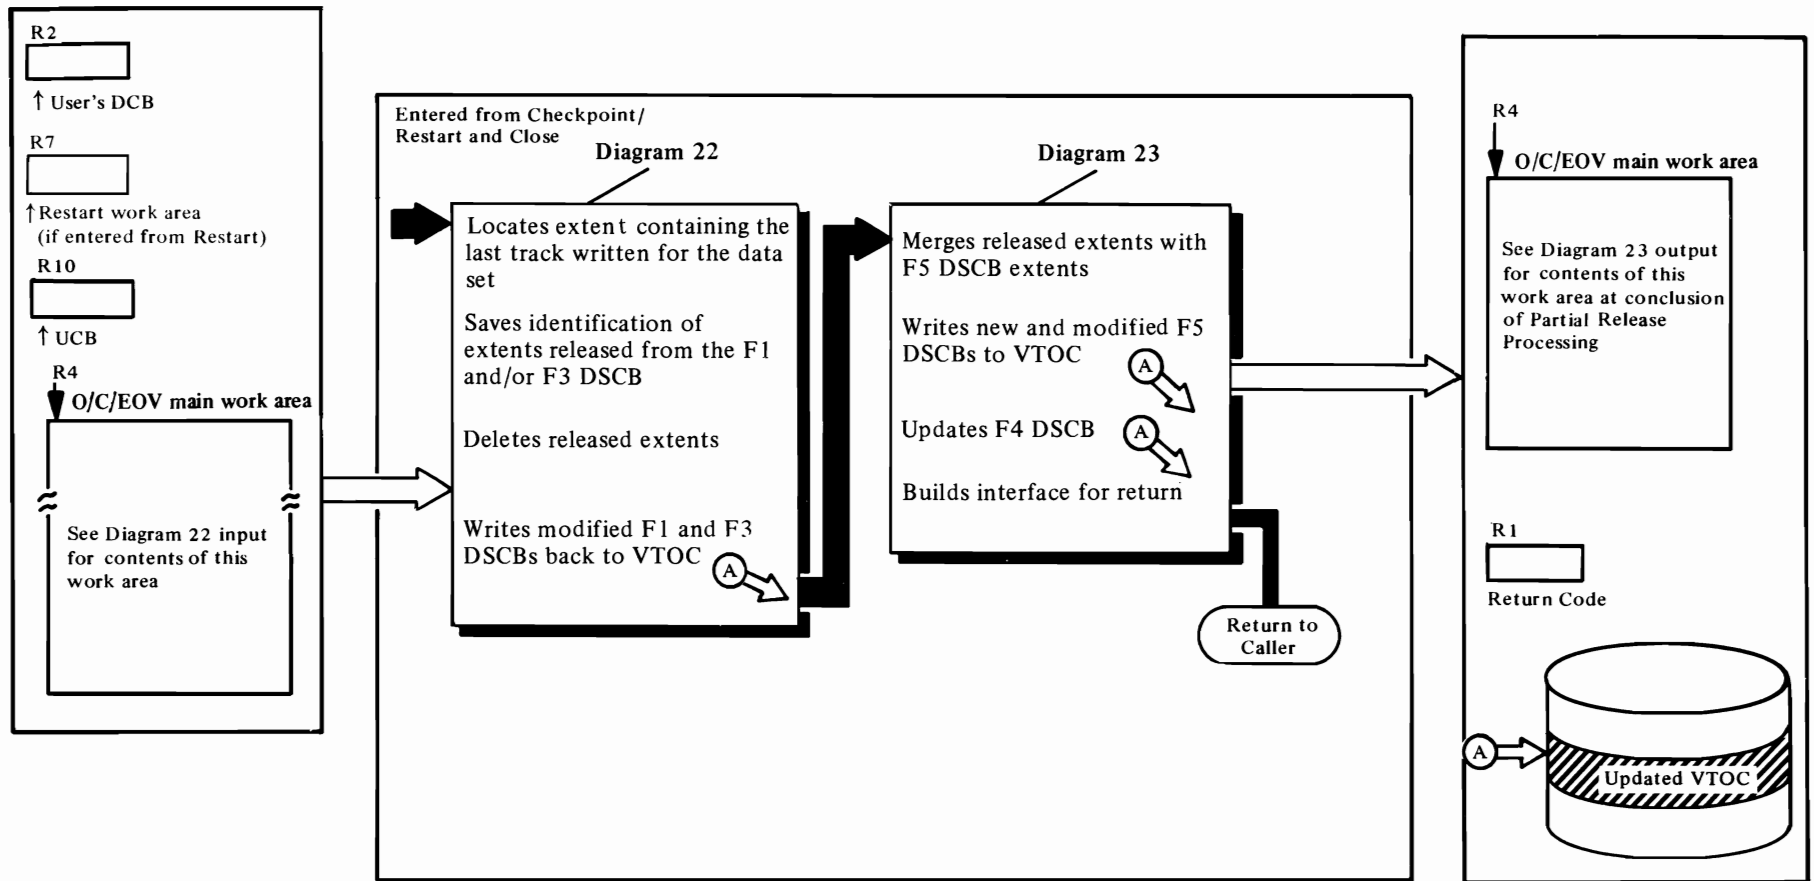 R2
↑ User's DCB
R7
↑ Restart work area
(if entered from Restart)
R10
↑ UCB
R4
O/C/EOV main work area
See Diagram 22 input
for contents of this
work area
Entered from Checkpoint/
Restart and Close
Diagram 22
Locates extent containing the
last track written for the data
set
Saves identification of
extents released from the F1
and/or F3 DSCB
Deletes released extents
Writes modified F1 and F3
DSCBs back to VTOC
A
Diagram 23
Merges released extents with
F5 DSCB extents
Writes new and modified F5
DSCBs to VTOC
A
Updates F4 DSCB
A
Builds interface for return
Return to
Caller
R4
O/C/EOV main work area
See Diagram 23 output
for contents of this
work area at conclusion
of Partial Release
Processing
R1
Return Code
A
Updated VTOC